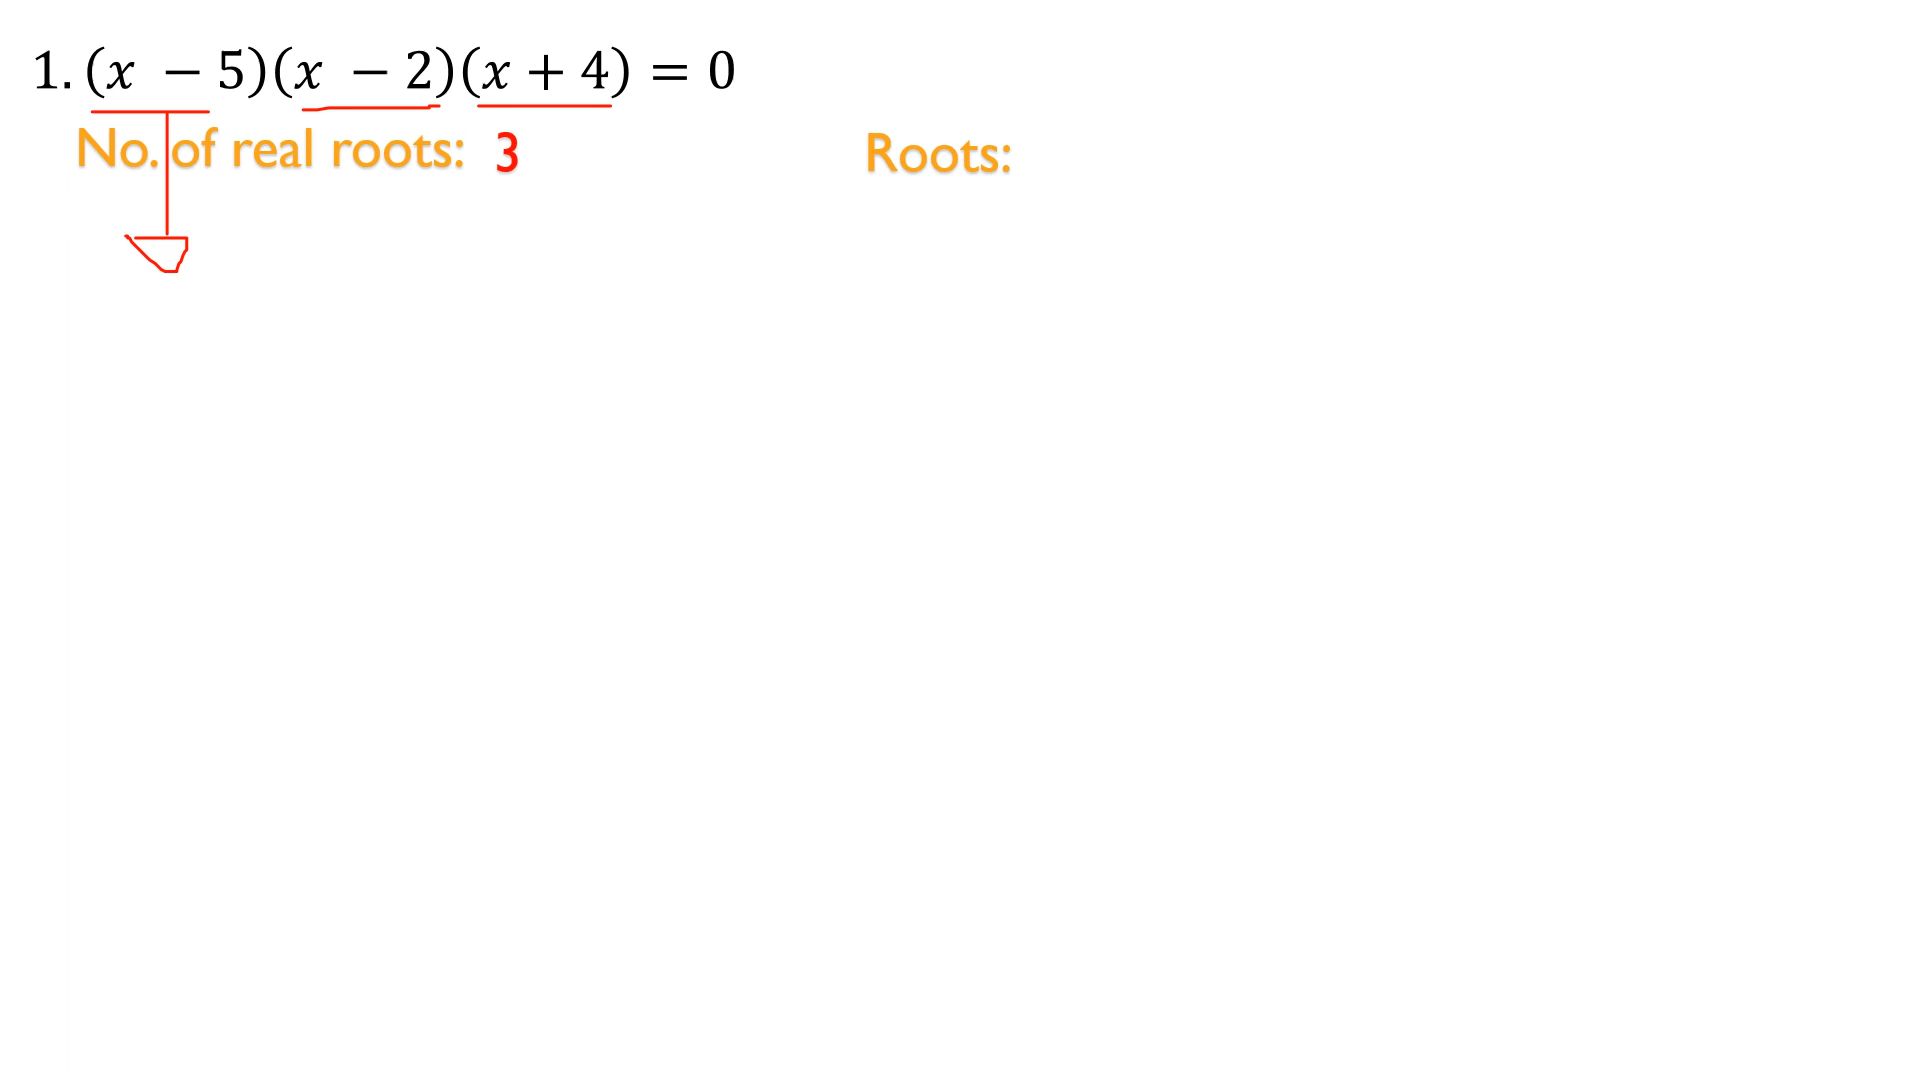 1. (x − 5)(x − 2)(x + 4) = 0
No. of real roots: 3
Roots: